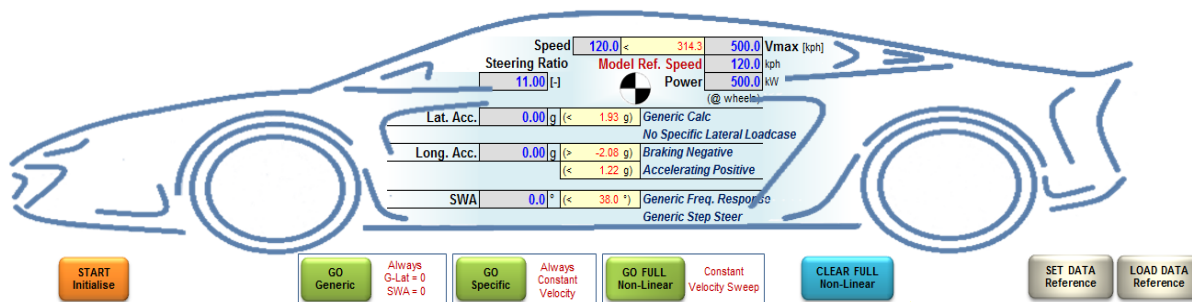 Speed 120.0 < 314.3 500.0 Vmax [kph]
Steering Ratio Model Ref. Speed 120.0 kph
11.00 [-] Power 500.0 kW
(@ wheels)
Lat. Acc. 0.00 g (< 1.93 g) Generic Calc
No Specific Lateral Loadcase
Long. Acc. 0.00 g (> -2.08 g) Braking Negative
(< 1.22 g) Accelerating Positive
SWA 0.0 ° (< 38.0 °) Generic Freq. Response
Generic Step Steer
START
Initialise
GO
Generic
Always
G-Lat = 0
SWA = 0
GO
Specific
Always
Constant
Velocity
GO FULL
Non-Linear
Constant
Velocity Sweep
CLEAR FULL
Non-Linear
SET DATA
Reference
LOAD DATA
Reference